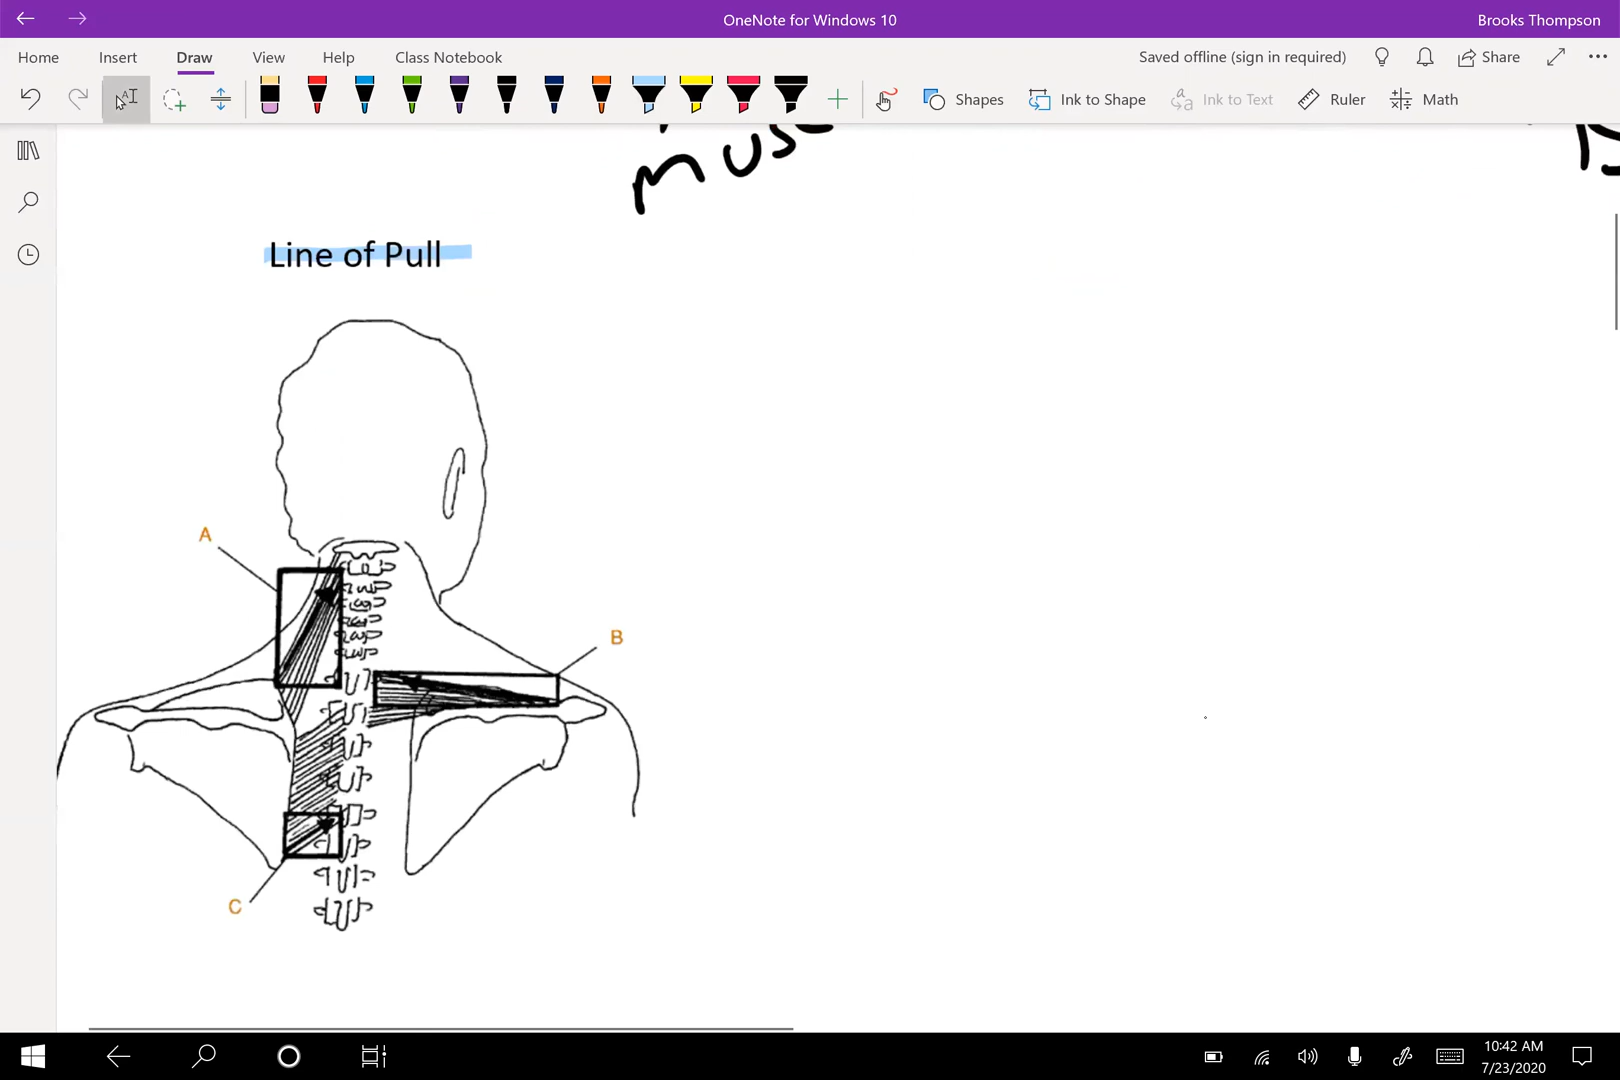 OneNote for Windows 10
Brooks Thompson
Home Insert Draw View Help Class Notebook
Saved offline (sign in required)
Share
Shapes Ink to Shape Ink to Text Ruler Math
mus
Line of Pull
A
B
C
10:42 AM
7/23/2020